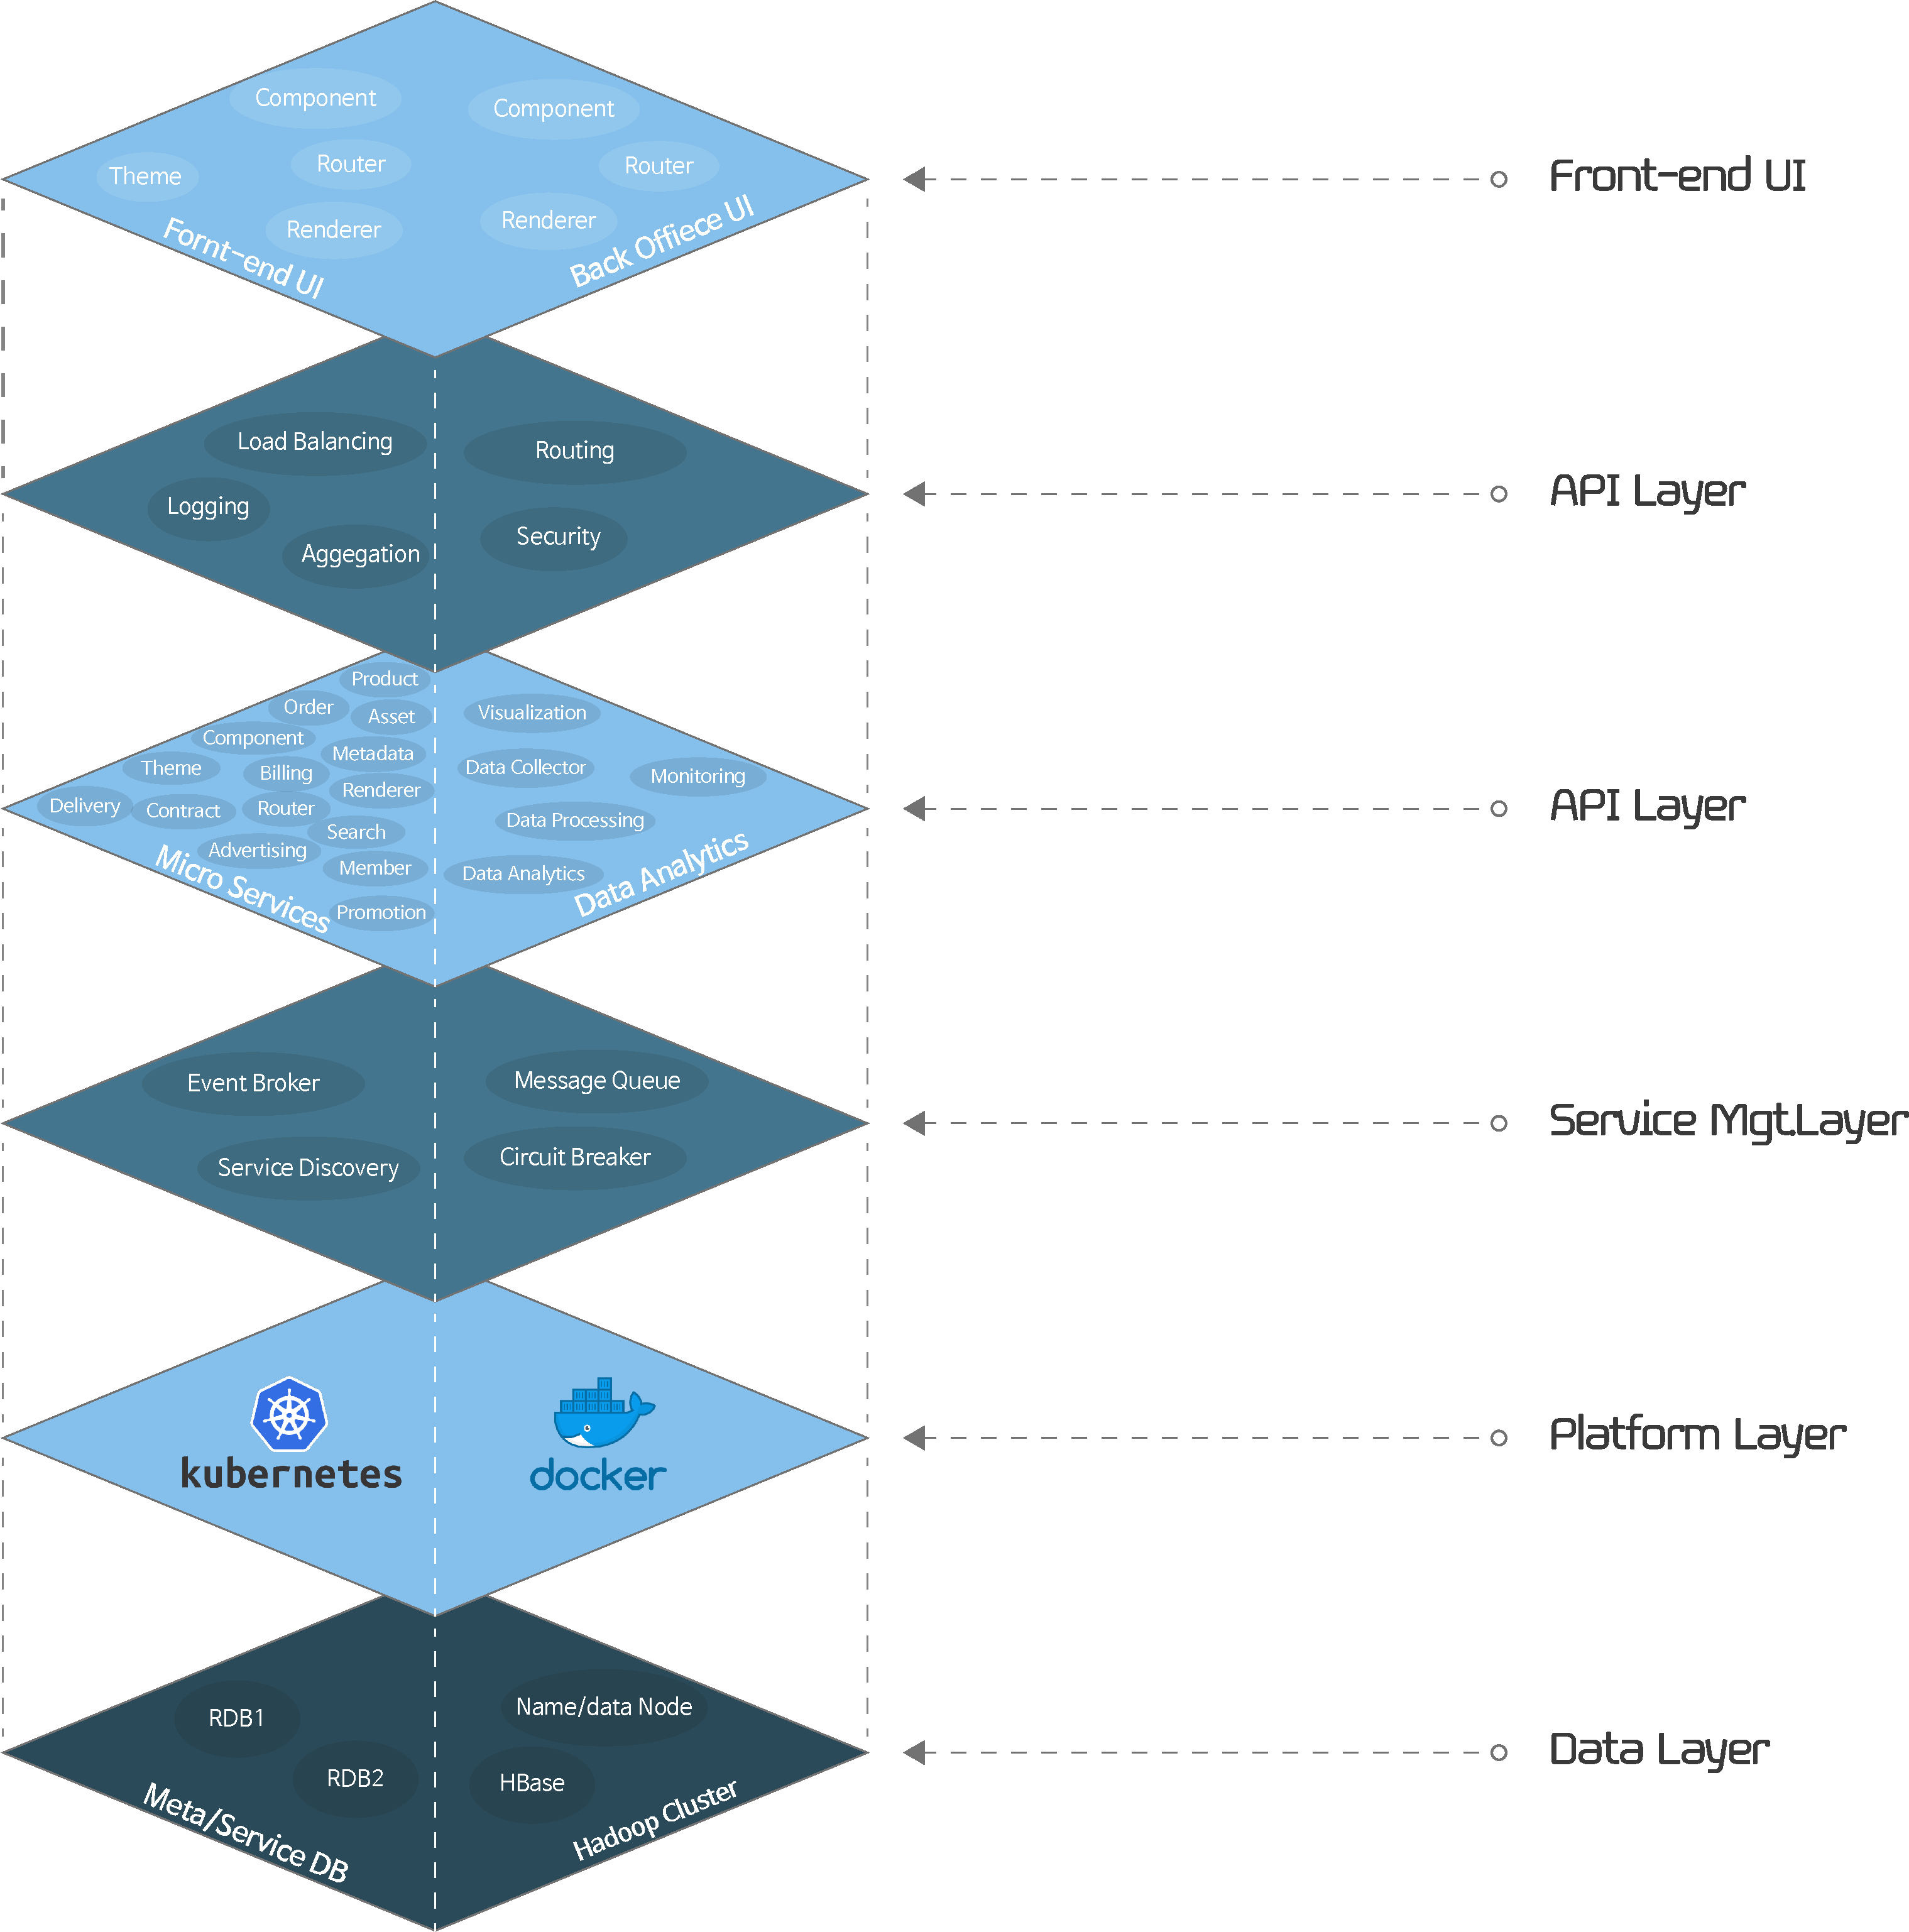 Component
Component
Theme
Router
Router
Renderer
Renderer
Fornt-end UI
Back Offiece UI
Front-end UI
Load Balancing
Routing
Logging
Security
Aggegation
API Layer
Product
Order
Asset
Visualization
Component
Metadata
Theme
Billing
Data Collector
Monitoring
Renderer
Delivery
Contract
Router
Data Processing
Search
Advertising
Member
Data Analytics
Promotion
Micro Services
Data Analytics
API Layer
Event Broker
Message Queue
Service Discovery
Circuit Breaker
Service Mgt.Layer
kubernetes
docker
Platform Layer
RDB1
Name/data Node
RDB2
HBase
Meta/Service DB
Hadoop Cluster
Data Layer